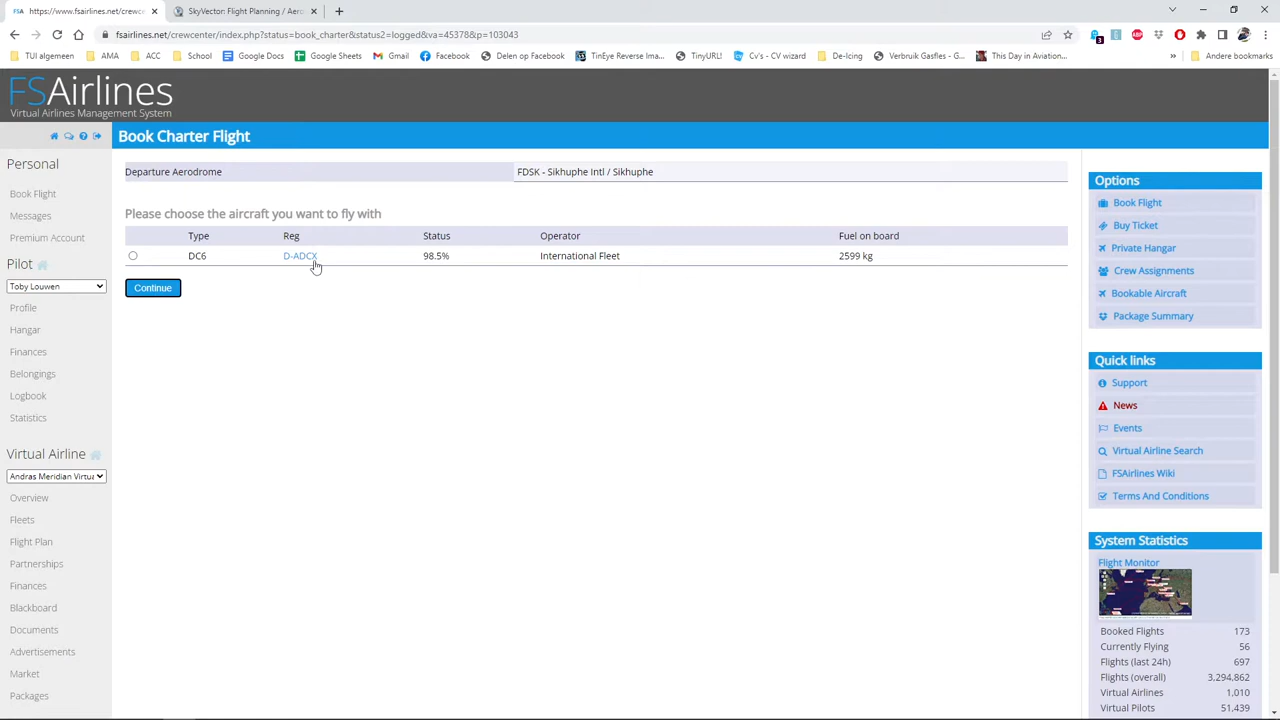 FSA https://www.fsairlines.net/crewc
SkyVector: Flight Planning / Aero
fsairlines.net/crewcenter/index.php?status=book_charter&status2=logged&va=45378&p=103043
TUI algemeen
AMA
ACC
School
Google Docs
Google Sheets
Gmail
Facebook
Delen op Facebook
TinEye Reverse Ima...
TinyURL!
Cv's - CV wizard
De-Icing
Verbruik Gasfles - G...
This Day in Aviation...
»
Andere bookmarks
3
ABP
FSAirlines
Virtual Airlines Management System
Book Charter Flight
Personal
Book Flight
Messages
Premium Account
Pilot
Toby Louwen
Profile
Hangar
Finances
Belongings
Logbook
Statistics
Virtual Airline
Andras Meridian Virtua
Overview
Fleets
Flight Plan
Partnerships
Finances
Blackboard
Documents
Advertisements
Market
Packages
Departure Aerodrome FDSK - Sikhuphe Intl / Sikhuphe
Please choose the aircraft you want to fly with
Type Reg Status Operator Fuel on board
DC6 D-ADCX 98.5% International Fleet 2599 kg
Continue
Options
Book Flight
Buy Ticket
Private Hangar
Crew Assignments
Bookable Aircraft
Package Summary
Quick links
Support
News
Events
Virtual Airline Search
FSAirlines Wiki
Terms And Conditions
System Statistics
Flight Monitor
Booked Flights 173
Currently Flying 56
Flights (last 24h) 697
Flights (overall) 3,294,862
Virtual Airlines 1,010
Virtual Pilots 51,439